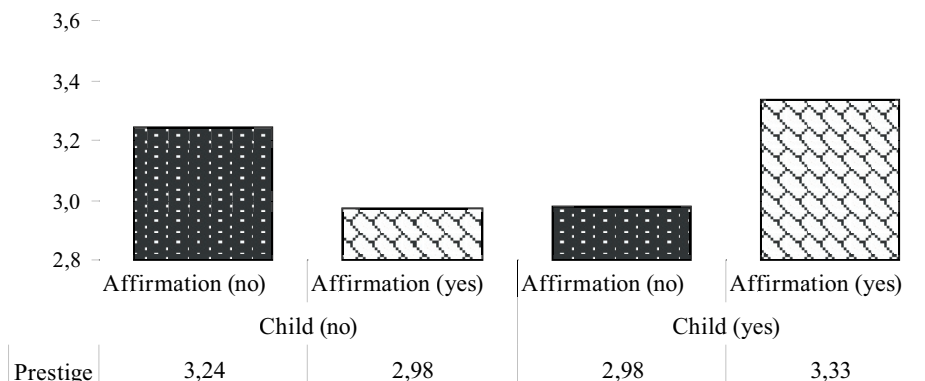 3,6
3,4
3,2
3,0
2,8
Affirmation (no) Affirmation (yes) Affirmation (no) Affirmation (yes)
Child (no) Child (yes)
Prestige 3,24 2,98 2,98 3,33